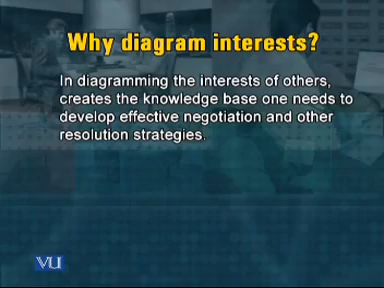 Why diagram interests?
In diagramming the interests of others,
creates the knowledge base one needs to
develop effective negotiation and other
resolution strategies.
VU